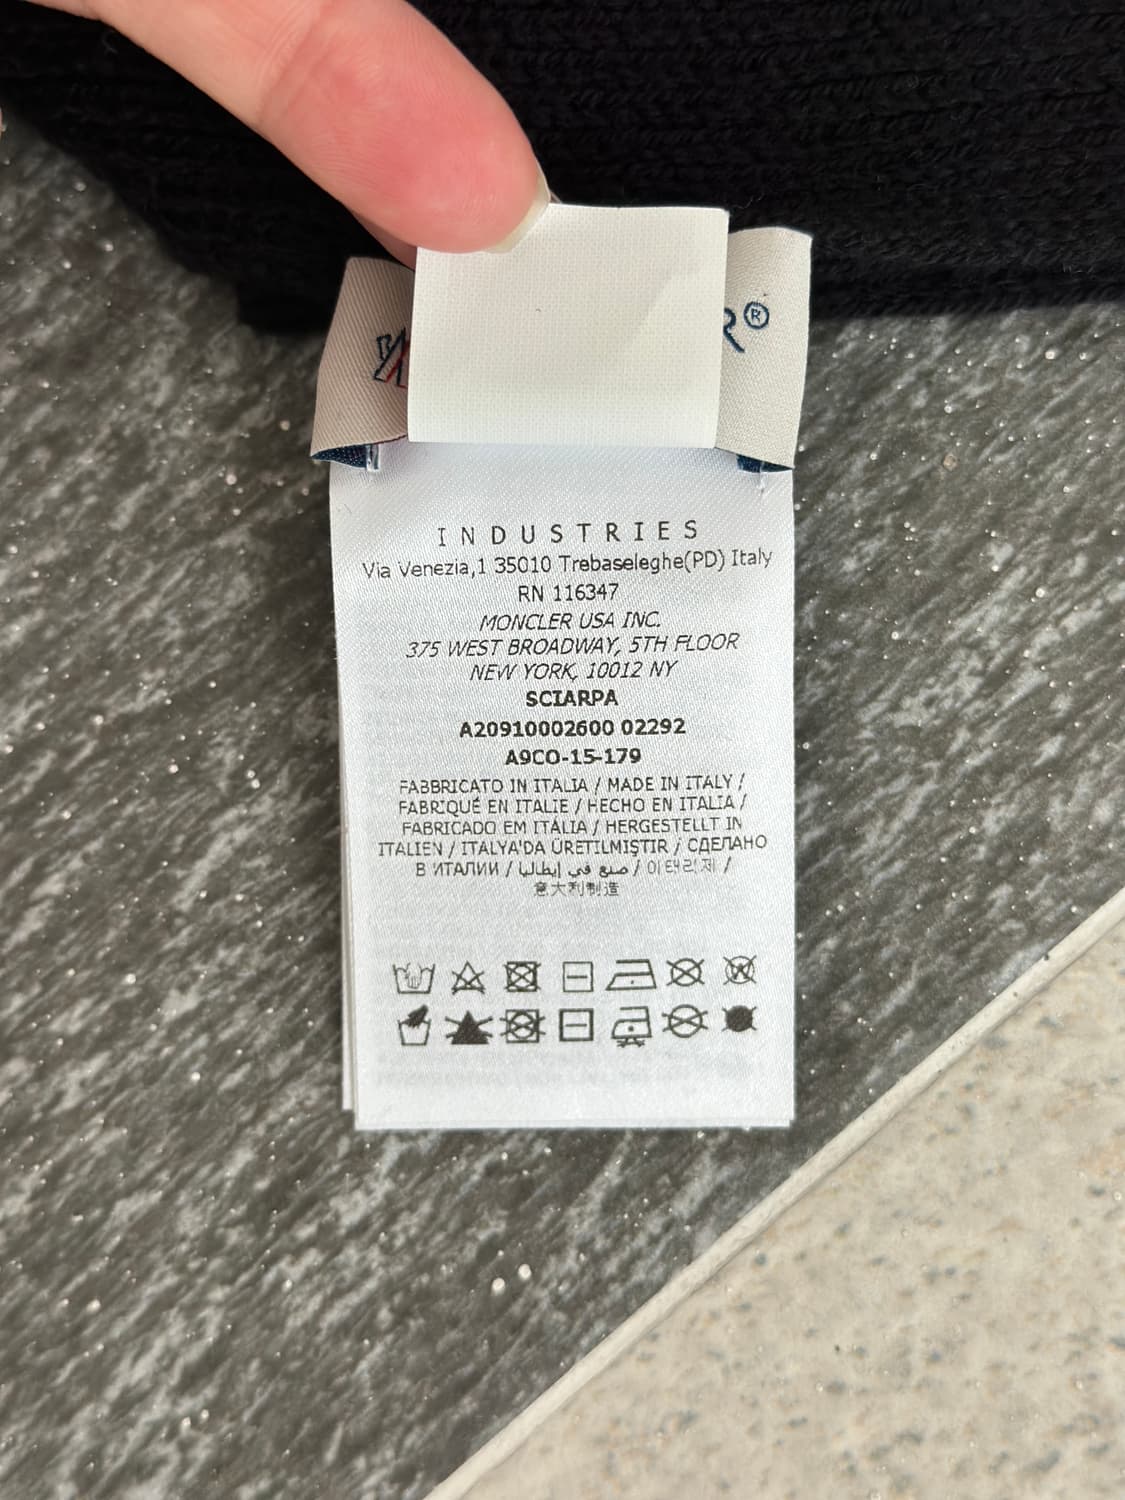 R®
INDUSTRIES
Via Venezia,1 35010 Trebaseleghe(PD) Italy
RN 116347
MONCLER USA INC.
375 WEST BROADWAY, 5TH FLOOR
NEW YORK, 10012 NY
SCIARPA
A20910002600 02292
A9CO-15-179
FABBRICATO IN ITALIA / MADE IN ITALY /
FABRIQUÉ EN ITALIE / HECHO EN ITALIA /
FABRICADO EM ITÁLIA / HERGESTELLT IN
ITALIEN / ITALYA'DA ÜRETILMIŞTIR / СДЕЛАНО
В ИТАЛИИ / صنع في إيطاليا / 이태리제 /
意大利制造